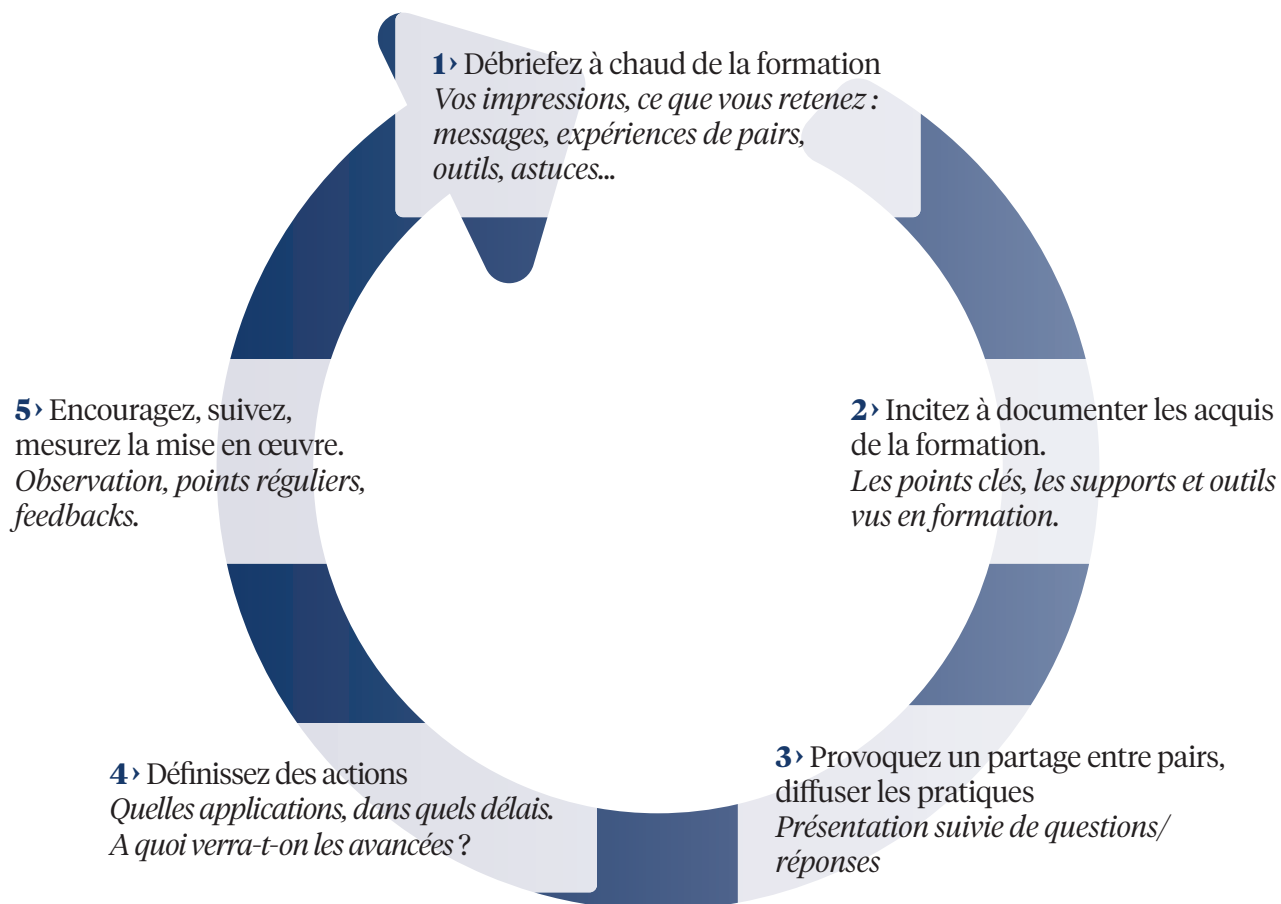 1› Débriefez à chaud de la formation
Vos impressions, ce que vous retenez :
messages, expériences de pairs,
outils, astuces...
2› Incitez à documenter les acquis
de la formation.
Les points clés, les supports et outils
vus en formation.
3› Provoquez un partage entre pairs,
diffuser les pratiques
Présentation suivie de questions/
réponses
4› Définissez des actions
Quelles applications, dans quels délais.
A quoi verra-t-on les avancées ?
5› Encouragez, suivez,
mesurez la mise en œuvre.
Observation, points réguliers,
feedbacks.